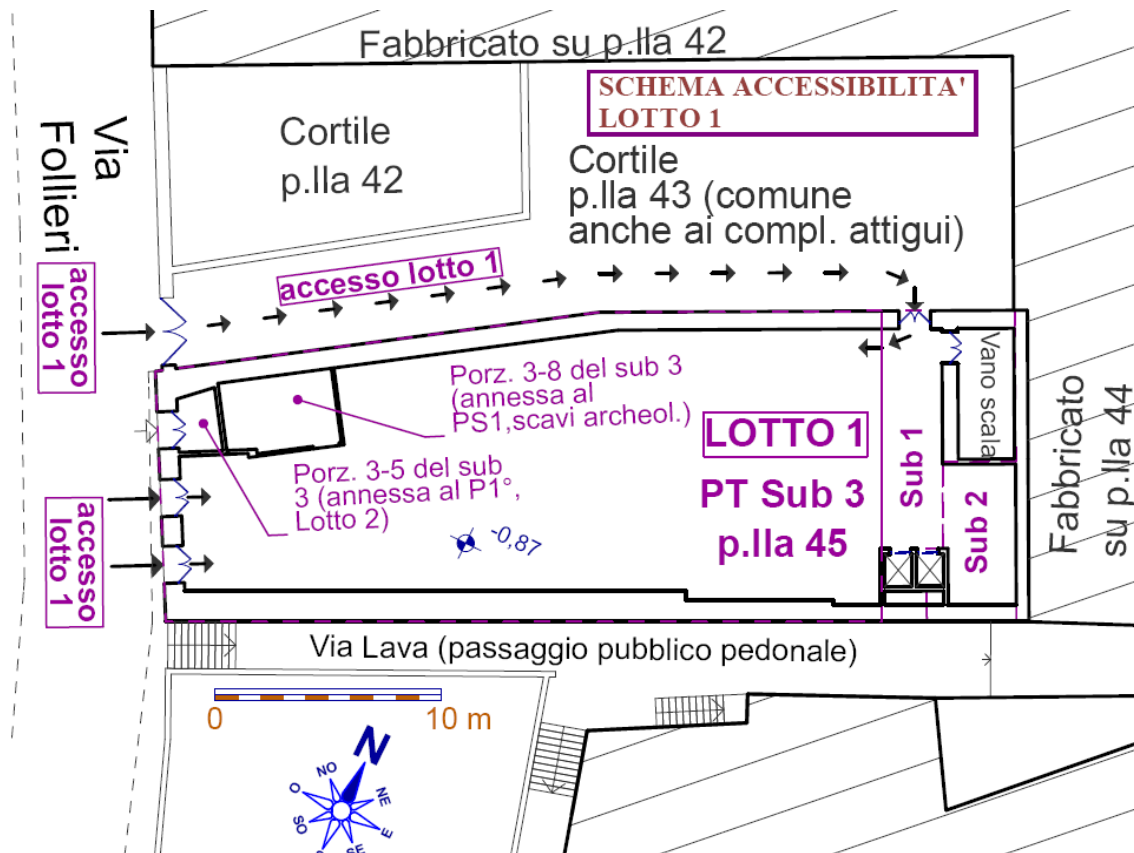 Fabbricato su p.lla 42
SCHEMA ACCESSIBILITA'
LOTTO 1
Via
Follieri
Cortile
p.lla 42
Cortile
p.lla 43 (comune
anche ai compl. attigui)
accesso
lotto 1
accesso lotto 1
Porz. 3-8 del sub 3
(annessa al
PS1,scavi archeol.)
Porz. 3-5 del sub
3 (annessa al P1°,
Lotto 2)
LOTTO 1
PT Sub 3
p.lla 45
Sub 1
Vano scala
Sub 2
Fabbricato
su p.lla 44
accesso
lotto 1
-0,87
Via Lava (passaggio pubblico pedonale)
0
10 m
N
NO
NE
O
E
SO
SE